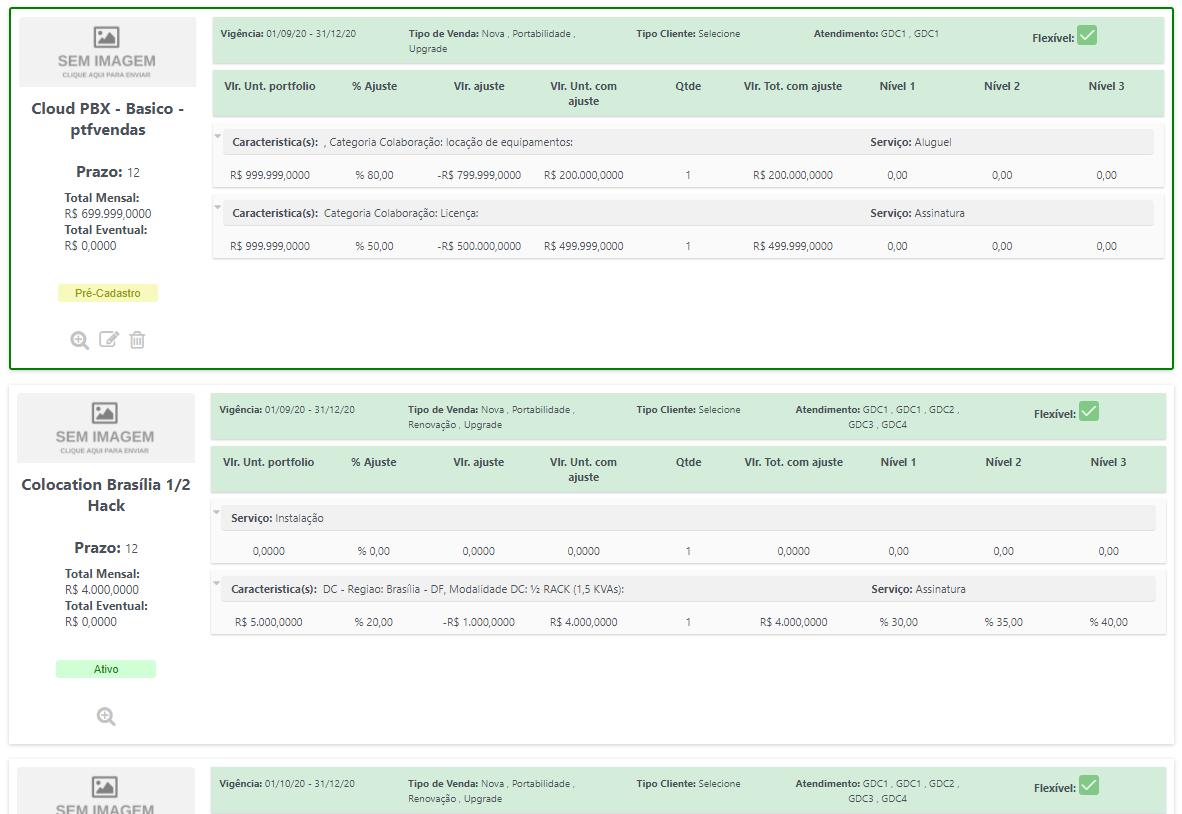 SEM IMAGEM
CLIQUE AQUI PARA ENVIAR
Cloud PBX - Basico -
ptfvendas
Prazo: 12
Total Mensal:
R$ 699.999,0000
Total Eventual:
R$ 0,0000
Pré-Cadastro
Vigência: 01/09/20 - 31/12/20 Tipo de Venda: Nova , Portabilidade , Tipo Cliente: Selecione Atendimento: GDC1 , GDC1 Flexível:
Upgrade
Vlr. Unt. portfolio % Ajuste Vlr. ajuste Vlr. Unt. com Qtde Vlr. Tot. com ajuste Nível 1 Nível 2 Nível 3
ajuste
Caracteristica(s): , Categoria Colaboração: locação de equipamentos: Serviço: Aluguel
R$ 999.999,0000 % 80,00 -R$ 799.999,0000 R$ 200.000,0000 1 R$ 200.000,0000 0,00 0,00 0,00
Caracteristica(s): Categoria Colaboração: Licença: Serviço: Assinatura
R$ 999.999,0000 % 50,00 -R$ 500.000,0000 R$ 499.999,0000 1 R$ 499.999,0000 0,00 0,00 0,00
SEM IMAGEM
CLIQUE AQUI PARA ENVIAR
Colocation Brasília 1/2
Hack
Prazo: 12
Total Mensal:
R$ 4.000,0000
Total Eventual:
R$ 0,0000
Ativo
Vigência: 01/09/20 - 31/12/20 Tipo de Venda: Nova , Portabilidade , Tipo Cliente: Selecione Atendimento: GDC1 , GDC1 , GDC2 , Flexível:
Renovação , Upgrade GDC3 , GDC4
Vlr. Unt. portfolio % Ajuste Vlr. ajuste Vlr. Unt. com Qtde Vlr. Tot. com ajuste Nível 1 Nível 2 Nível 3
ajuste
Serviço: Instalação
0,0000 % 0,00 0,0000 0,0000 1 0,0000 0,00 0,00 0,00
Caracteristica(s): DC - Regiao: Brasília - DF, Modalidade DC: ½ RACK (1,5 KVAs): Serviço: Assinatura
R$ 5.000,0000 % 20,00 -R$ 1.000,0000 R$ 4.000,0000 1 R$ 4.000,0000 % 30,00 % 35,00 % 40,00
SEM IMAGEM
Vigência: 01/10/20 - 31/12/20 Tipo de Venda: Nova , Portabilidade , Tipo Cliente: Selecione Atendimento: GDC1 , GDC1 , GDC2 , Flexível:
Renovação , Upgrade GDC3 , GDC4